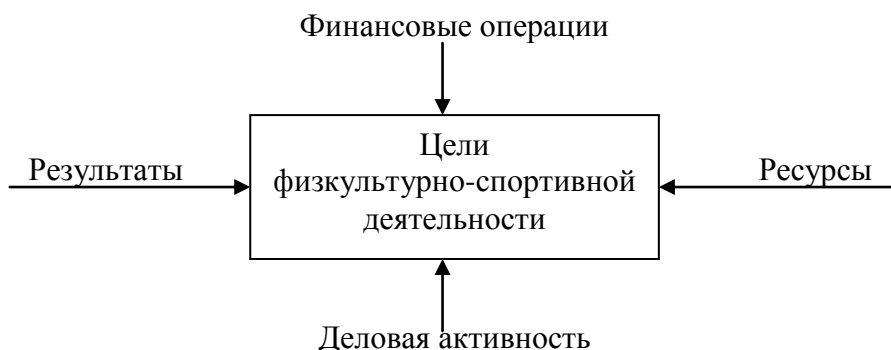 Финансовые операции
Цели
Результаты
физкультурно-спортивной
Ресурсы
деятельности
Деловая активность